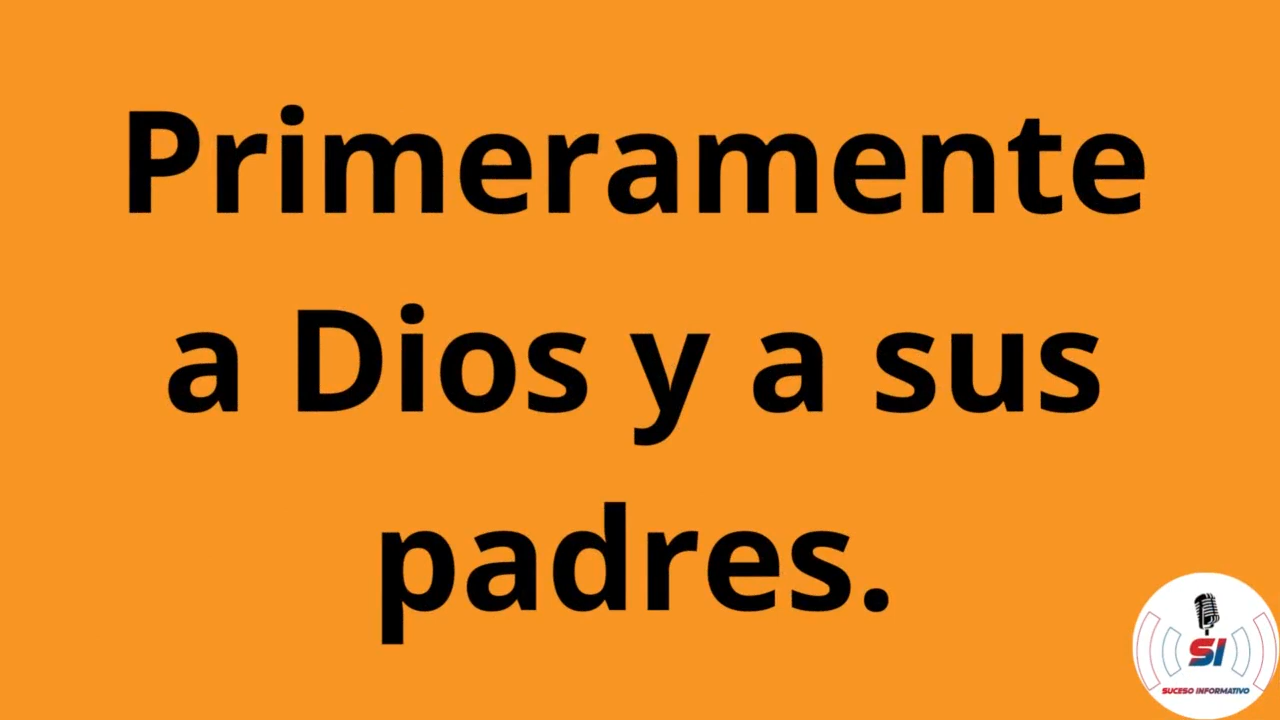 Primeramente
a Dios y a sus
padres.
SI
SUCESO INFORMATIVO